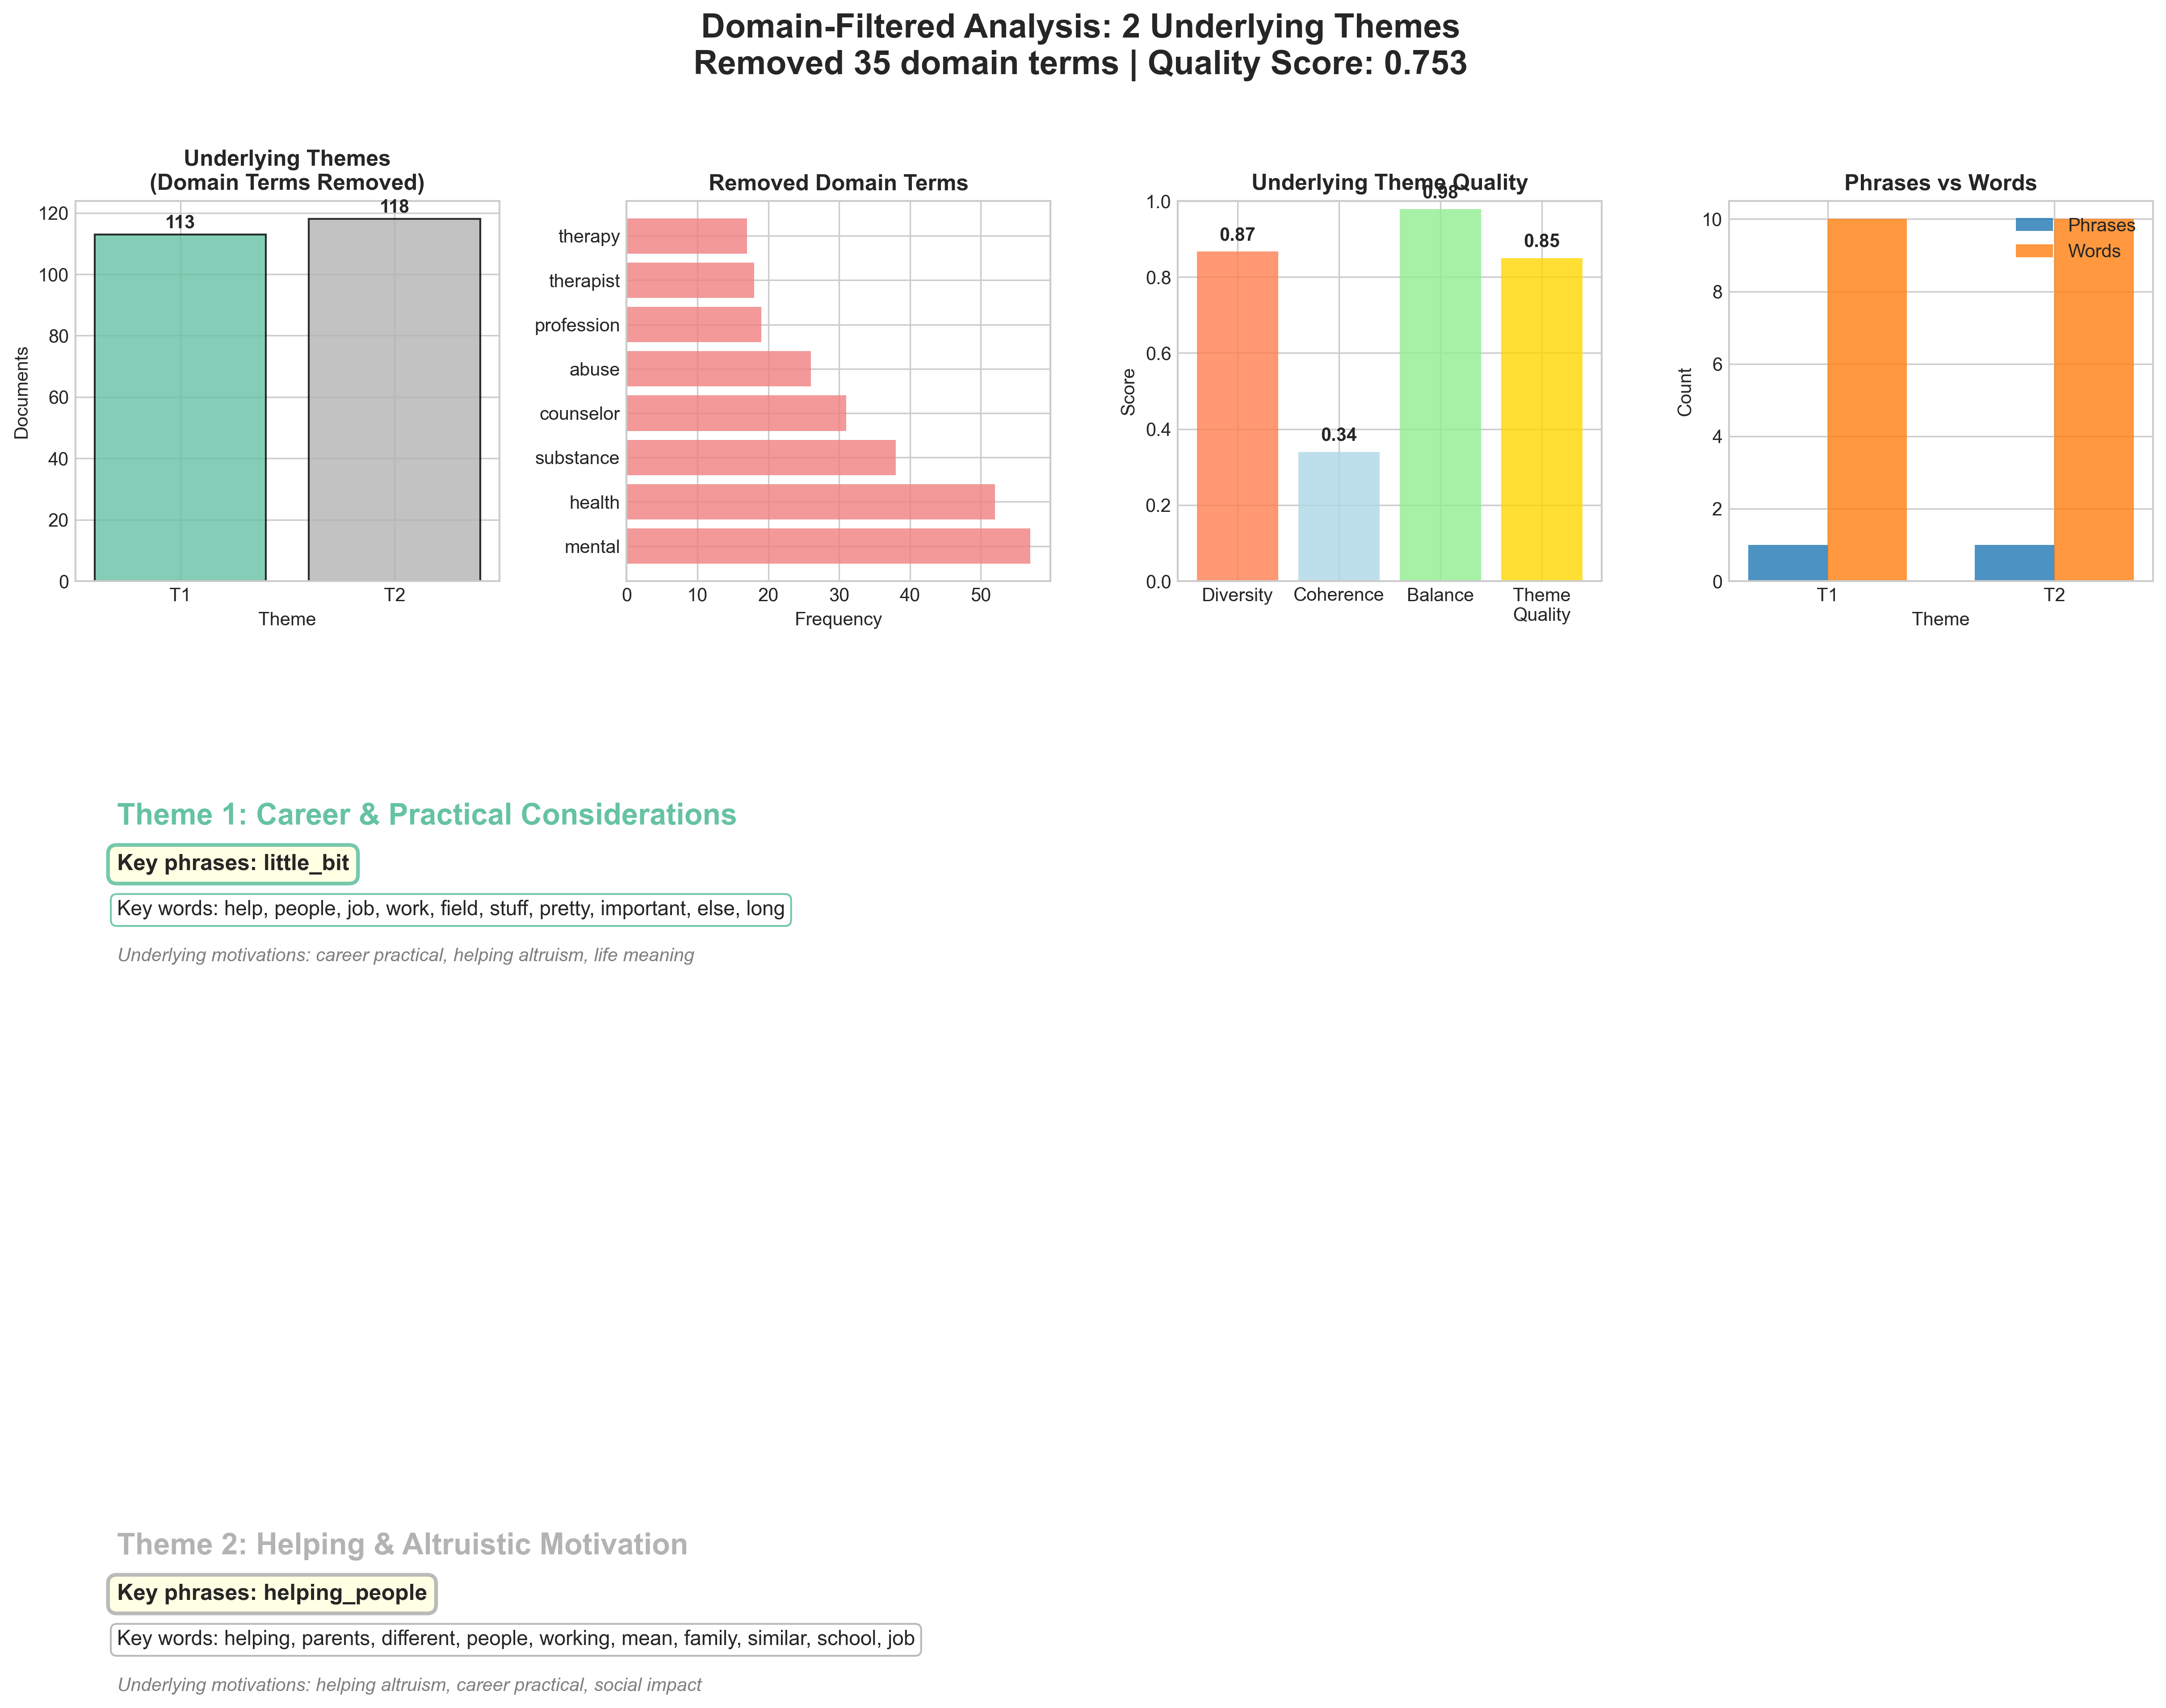 Domain-Filtered Analysis: 2 Underlying Themes
Removed 35 domain terms | Quality Score: 0.753
Underlying Themes
(Domain Terms Removed)
120
100
80
60
40
20
0
113
118
T1
T2
Documents
Theme
Removed Domain Terms
therapy
therapist
profession
abuse
counselor
substance
health
mental
0
10
20
30
40
50
Frequency
Underlying Theme Quality
1.0
0.8
0.6
0.4
0.2
0.0
0.87
0.34
0.98
0.85
Score
Diversity
Coherence
Balance
Theme
Quality
Phrases vs Words
10
8
6
4
2
0
Phrases
Words
Count
T1
T2
Theme
Theme 1: Career & Practical Considerations
Key phrases: little_bit
Key words: help, people, job, work, field, stuff, pretty, important, else, long
Underlying motivations: career practical, helping altruism, life meaning
Theme 2: Helping & Altruistic Motivation
Key phrases: helping_people
Key words: helping, parents, different, people, working, mean, family, similar, school, job
Underlying motivations: helping altruism, career practical, social impact